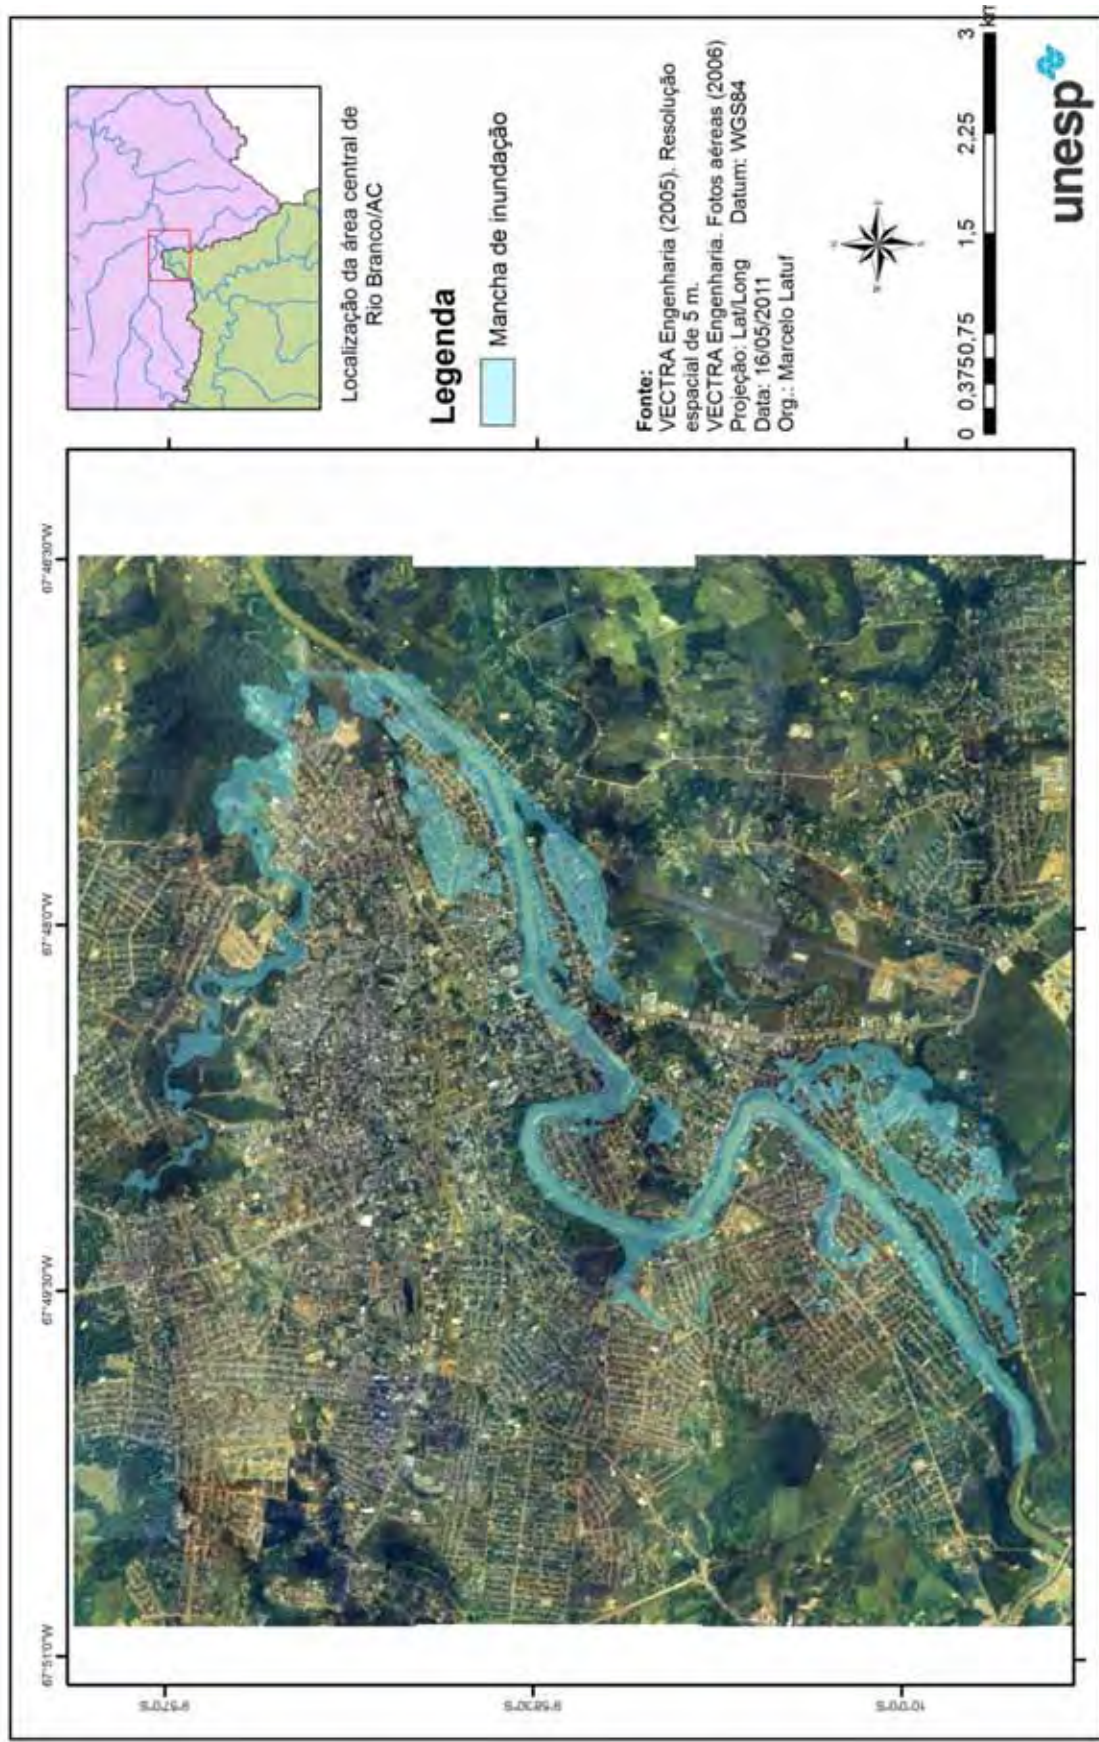 67°51'0"W
67°49'30"W
67°48'0"W
67°46'30"W
9°57'0"S
9°58'30"S
10°0'0"S
Localização da área central de
Rio Branco/AC
Legenda
Mancha de inundação
Fonte:
VECTRA Engenharia (2005). Resolução
espacial de 5 m.
VECTRA Engenharia. Fotos aéreas (2006)
Projeção: Lat/Long Datum: WGS84
Data: 16/05/2011
Org.: Marcelo Latuf
0 0,3750,75 1,5 2,25 3
km
unesp